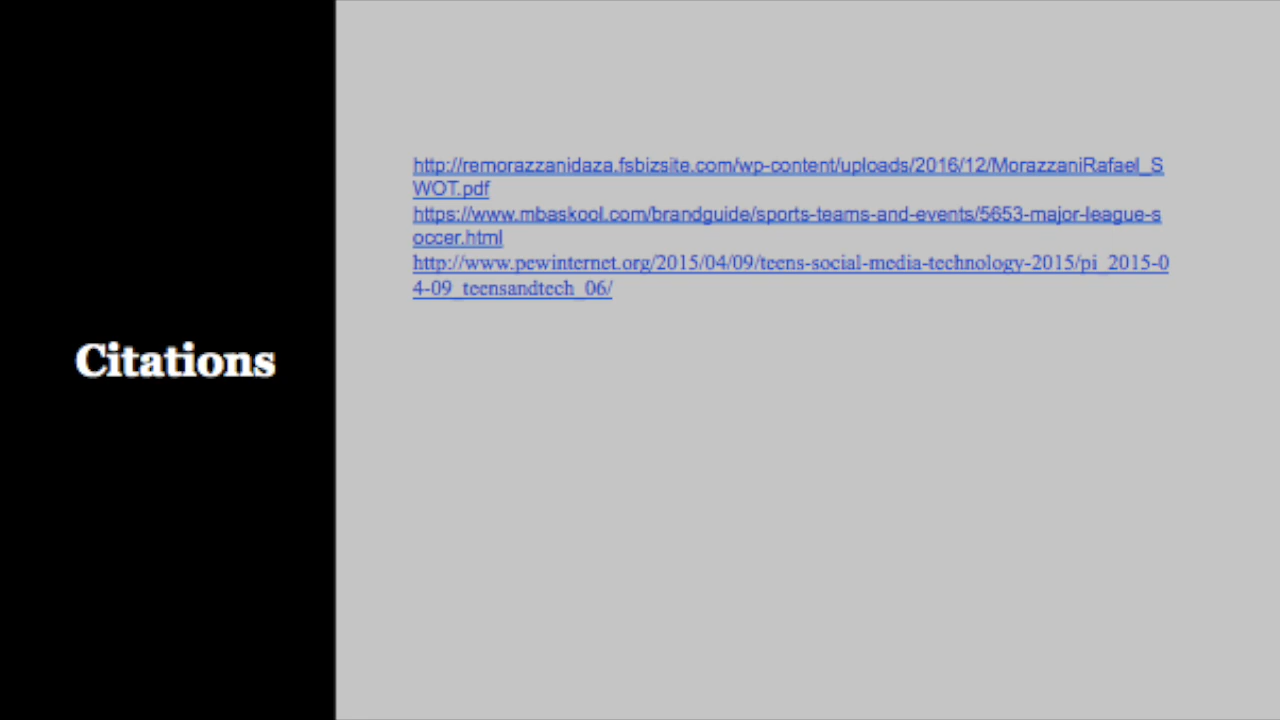 http://remorazzanidaza.fsbizsite.com/wp-content/uploads/2016/12/MorazzaniRafael_S
WOT.pdf
https://www.mbaskool.com/brandguide/sports-teams-and-events/5653-major-league-s
occer.html
http://www.pewinternet.org/2015/04/09/teens-social-media-technology-2015/pi_2015-0
4-09_teensandtech_06/
Citations